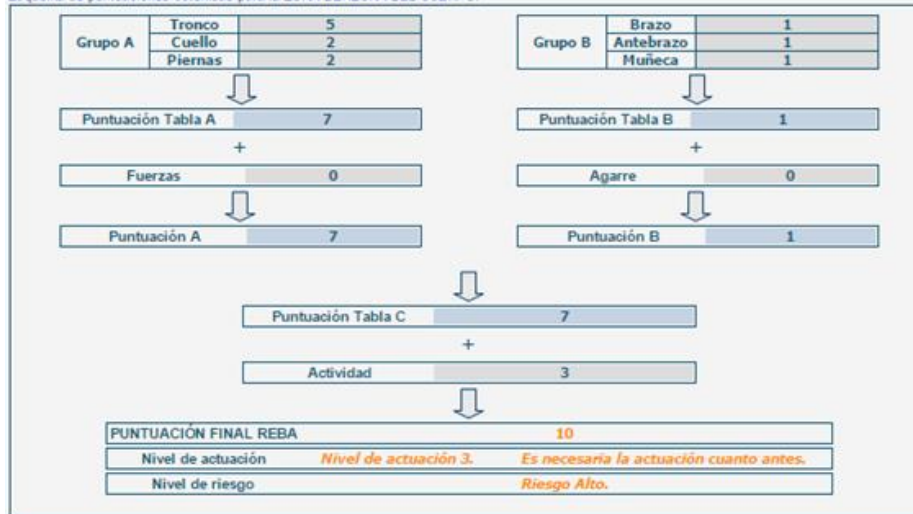 Grupo A Tronco 5 Grupo B Brazo 1
Cuello 2 Antebrazo 1
Piernas 2 Muñeca 1
Puntuación Tabla A 7 Puntuación Tabla B 1
+ +
Fuerzas 0 Agarre 0
Puntuación A 7 Puntuación B 1
Puntuación Tabla C 7
+
Actividad 3
PUNTUACIÓN FINAL REBA 10
Nivel de actuación Nivel de actuación 3. Es necesaria la actuación cuanto antes.
Nivel de riesgo Riesgo Alto.